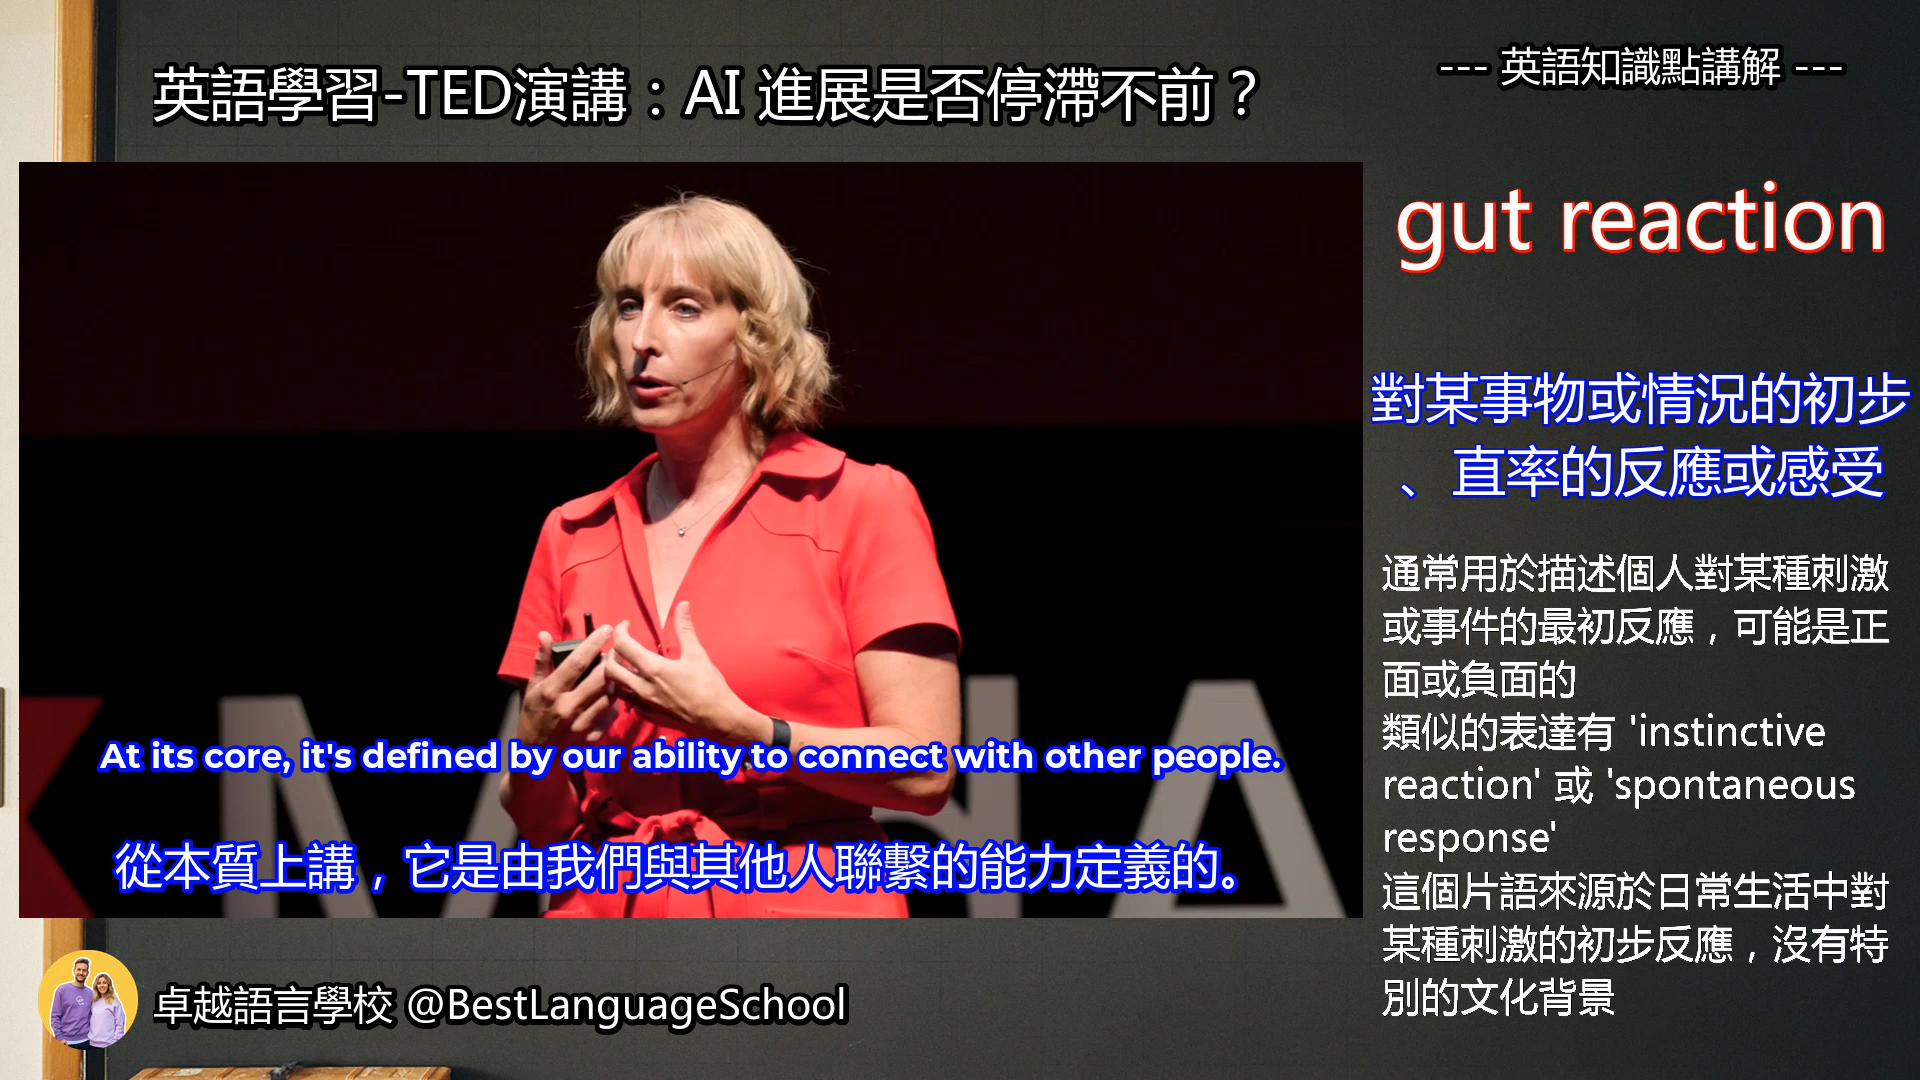 英語學習-TED演講：AI 進展是否停滯不前？
--- 英語知識點講解 ---
gut reaction
對某事物或情況的初步
、直率的反應或感受
通常用於描述個人對某種刺激
或事件的最初反應，可能是正
面或負面的
類似的表達有 'instinctive
reaction' 或 'spontaneous
response'
這個片語來源於日常生活中對
某種刺激的初步反應，沒有特
別的文化背景
At its core, it's defined by our ability to connect with other people.
從本質上講，它是由我們與其他人聯繫的能力定義的。
卓越語言學校 @BestLanguageSchool